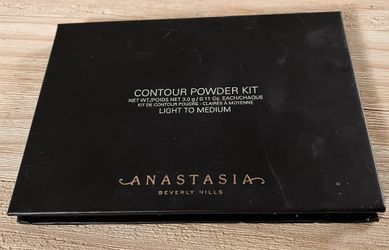 CONTOUR POWDER KIT
NET WT./POIDS NET 3.0 g / 0.11 Oz. EACH/CHAQUE
KIT DE CONTOUR POUDRE - CLAIRES À MOYENNE
LIGHT TO MEDIUM
ANASTASIA
BEVERLY HILLS